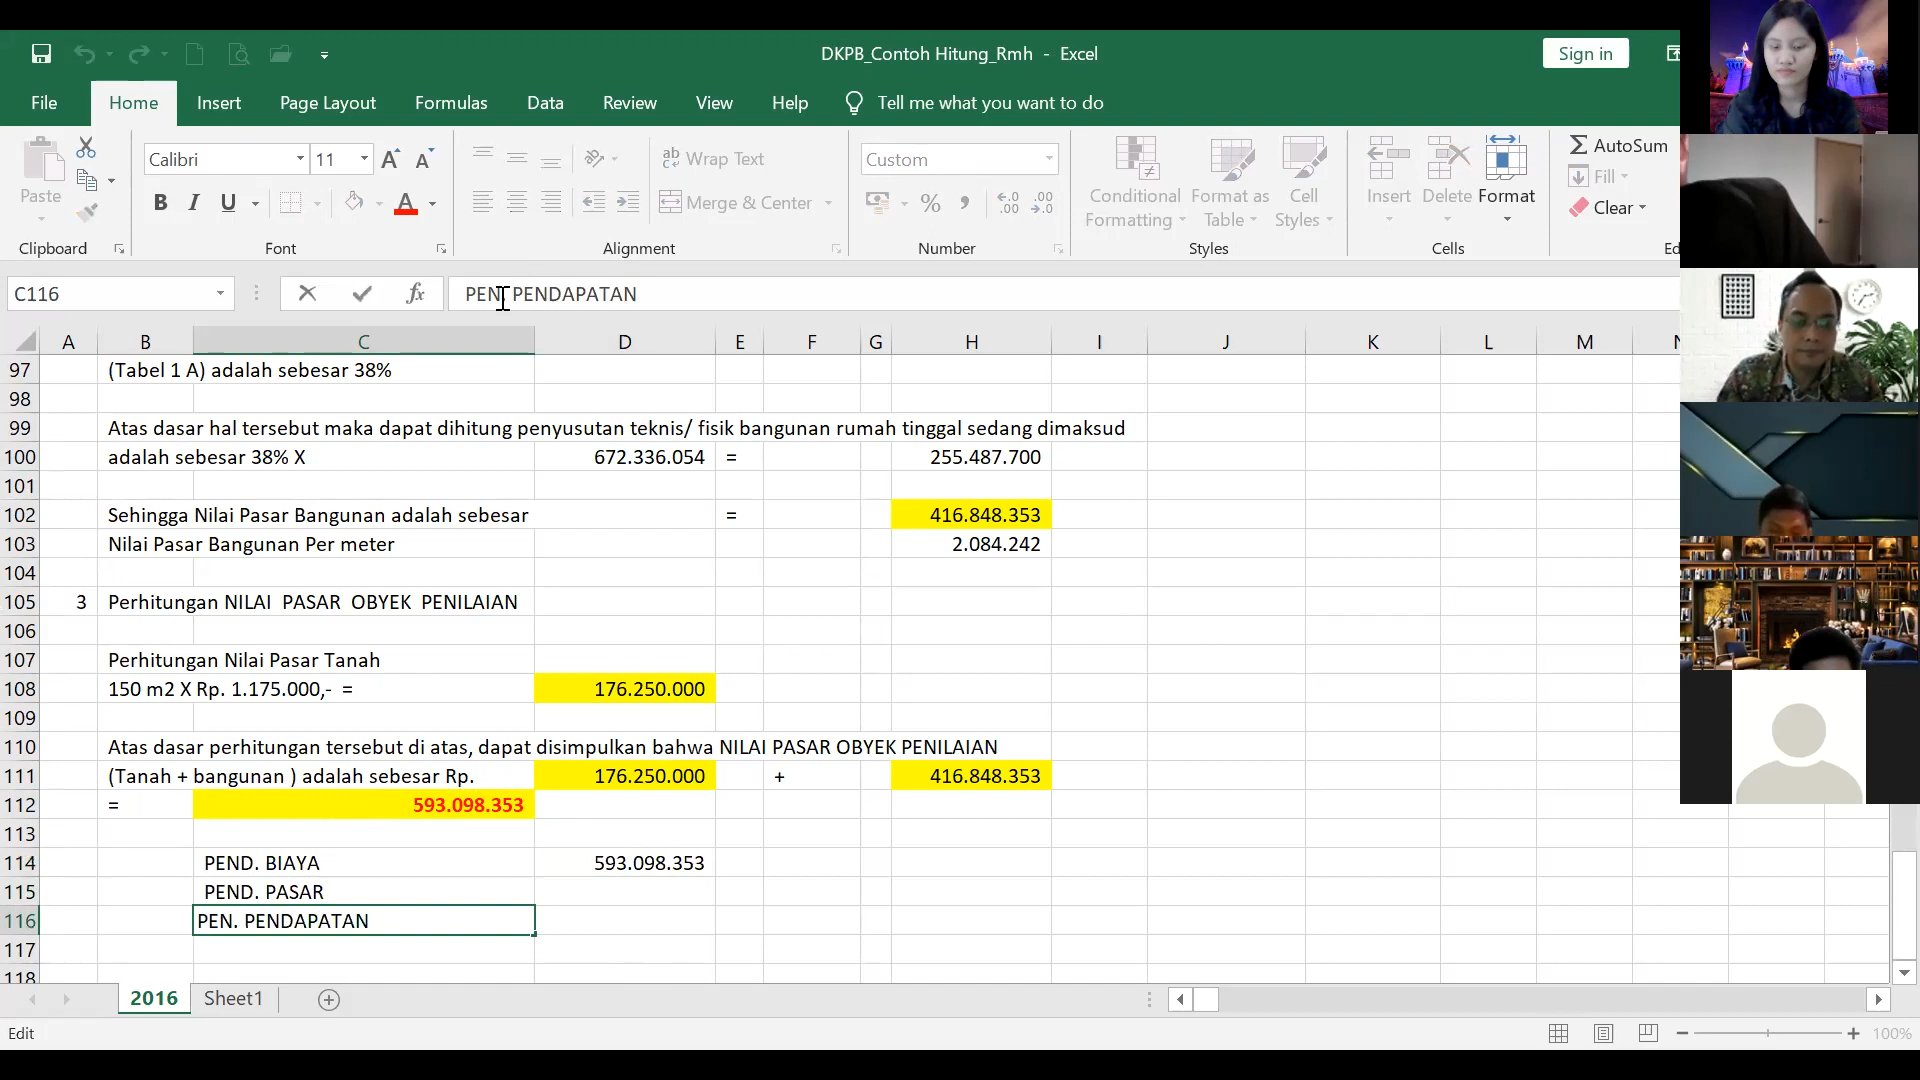 DKPB_Contoh Hitung_Rmh - Excel
Sign in
File Home Insert Page Layout Formulas Data Review View Help Tell me what you want to do
Paste
Clipboard
Calibri 11
B I U A
Font
Wrap Text
Merge & Center
Alignment
Custom
Number
Conditional Formatting
Format as Table
Cell Styles
Styles
Insert Delete Format
Cells
AutoSum
Fill
Clear
C116 fx PEN. PENDAPATAN
A B C D E F G H I J K L M
97 (Tabel 1 A) adalah sebesar 38%
98
99 Atas dasar hal tersebut maka dapat dihitung penyusutan teknis/ fisik bangunan rumah tinggal sedang dimaksud
100 adalah sebesar 38% X 672.336.054 = 255.487.700
101
102 Sehingga Nilai Pasar Bangunan adalah sebesar = 416.848.353
103 Nilai Pasar Bangunan Per meter 2.084.242
104
105 3 Perhitungan NILAI PASAR OBYEK PENILAIAN
106
107 Perhitungan Nilai Pasar Tanah
108 150 m2 X Rp. 1.175.000,- = 176.250.000
109
110 Atas dasar perhitungan tersebut di atas, dapat disimpulkan bahwa NILAI PASAR OBYEK PENILAIAN
111 (Tanah + bangunan ) adalah sebesar Rp. 176.250.000 + 416.848.353
112 = 593.098.353
113
114 PEND. BIAYA 593.098.353
115 PEND. PASAR
116 PEN. PENDAPATAN
117
118
2016 Sheet1
Edit
100%